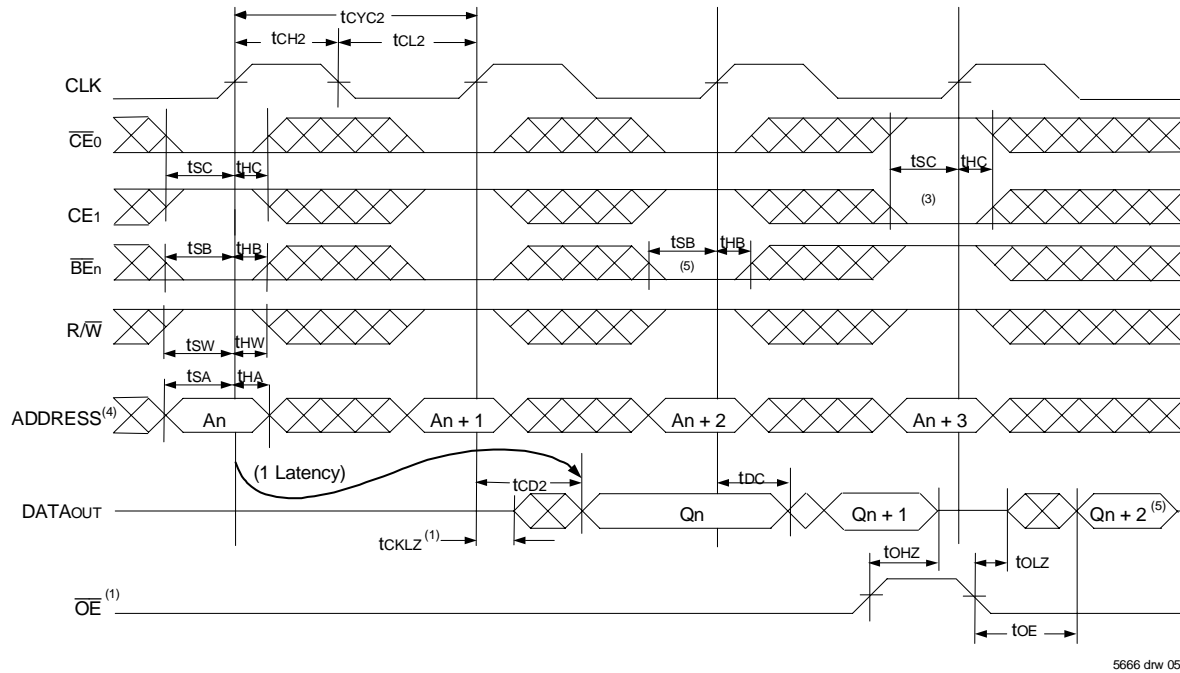 tCYC2
tCH2 tCL2
CLK
CE0
tSC tHC tSC tHC
(3)
CE1
tSB tHB tSB tHB
(5)
BEn
R/W
tSW tHW
tSA tHA
ADDRESS(4) An An + 1 An + 2 An + 3
(1 Latency)
tCD2 tDC
DATAOUT Qn Qn + 1 Qn + 2 (5)
tCKLZ(1)
tOHZ tOLZ
OE (1)
tOE
5666 drw 05